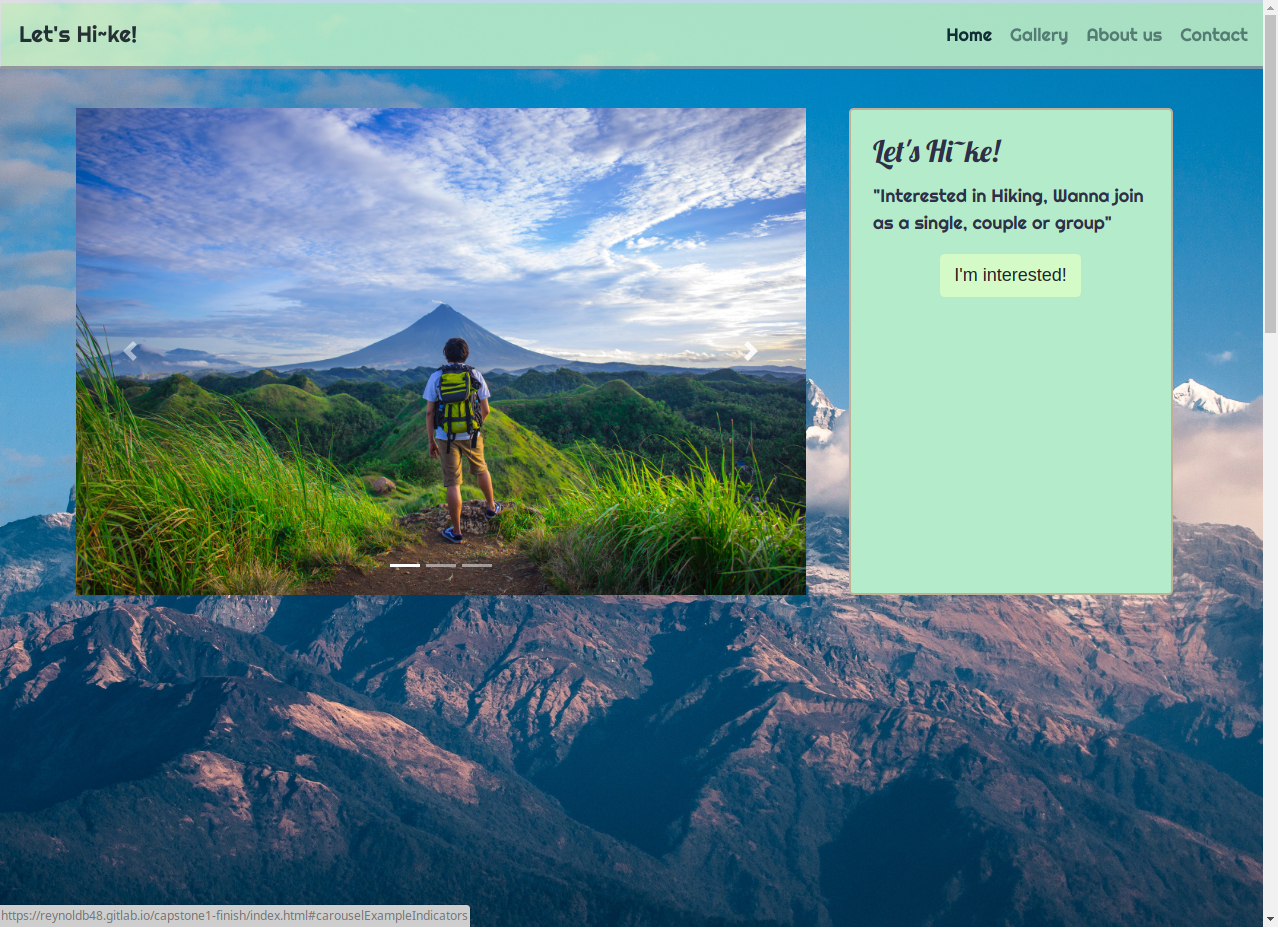 Let's Hi~ke!
Home Gallery About us Contact
Let's Hi~ke!
"Interested in Hiking, Wanna join
as a single, couple or group"
I'm interested!
https://reynoldb48.gitlab.io/capstone1-finish/index.html#carouselExampleIndicators